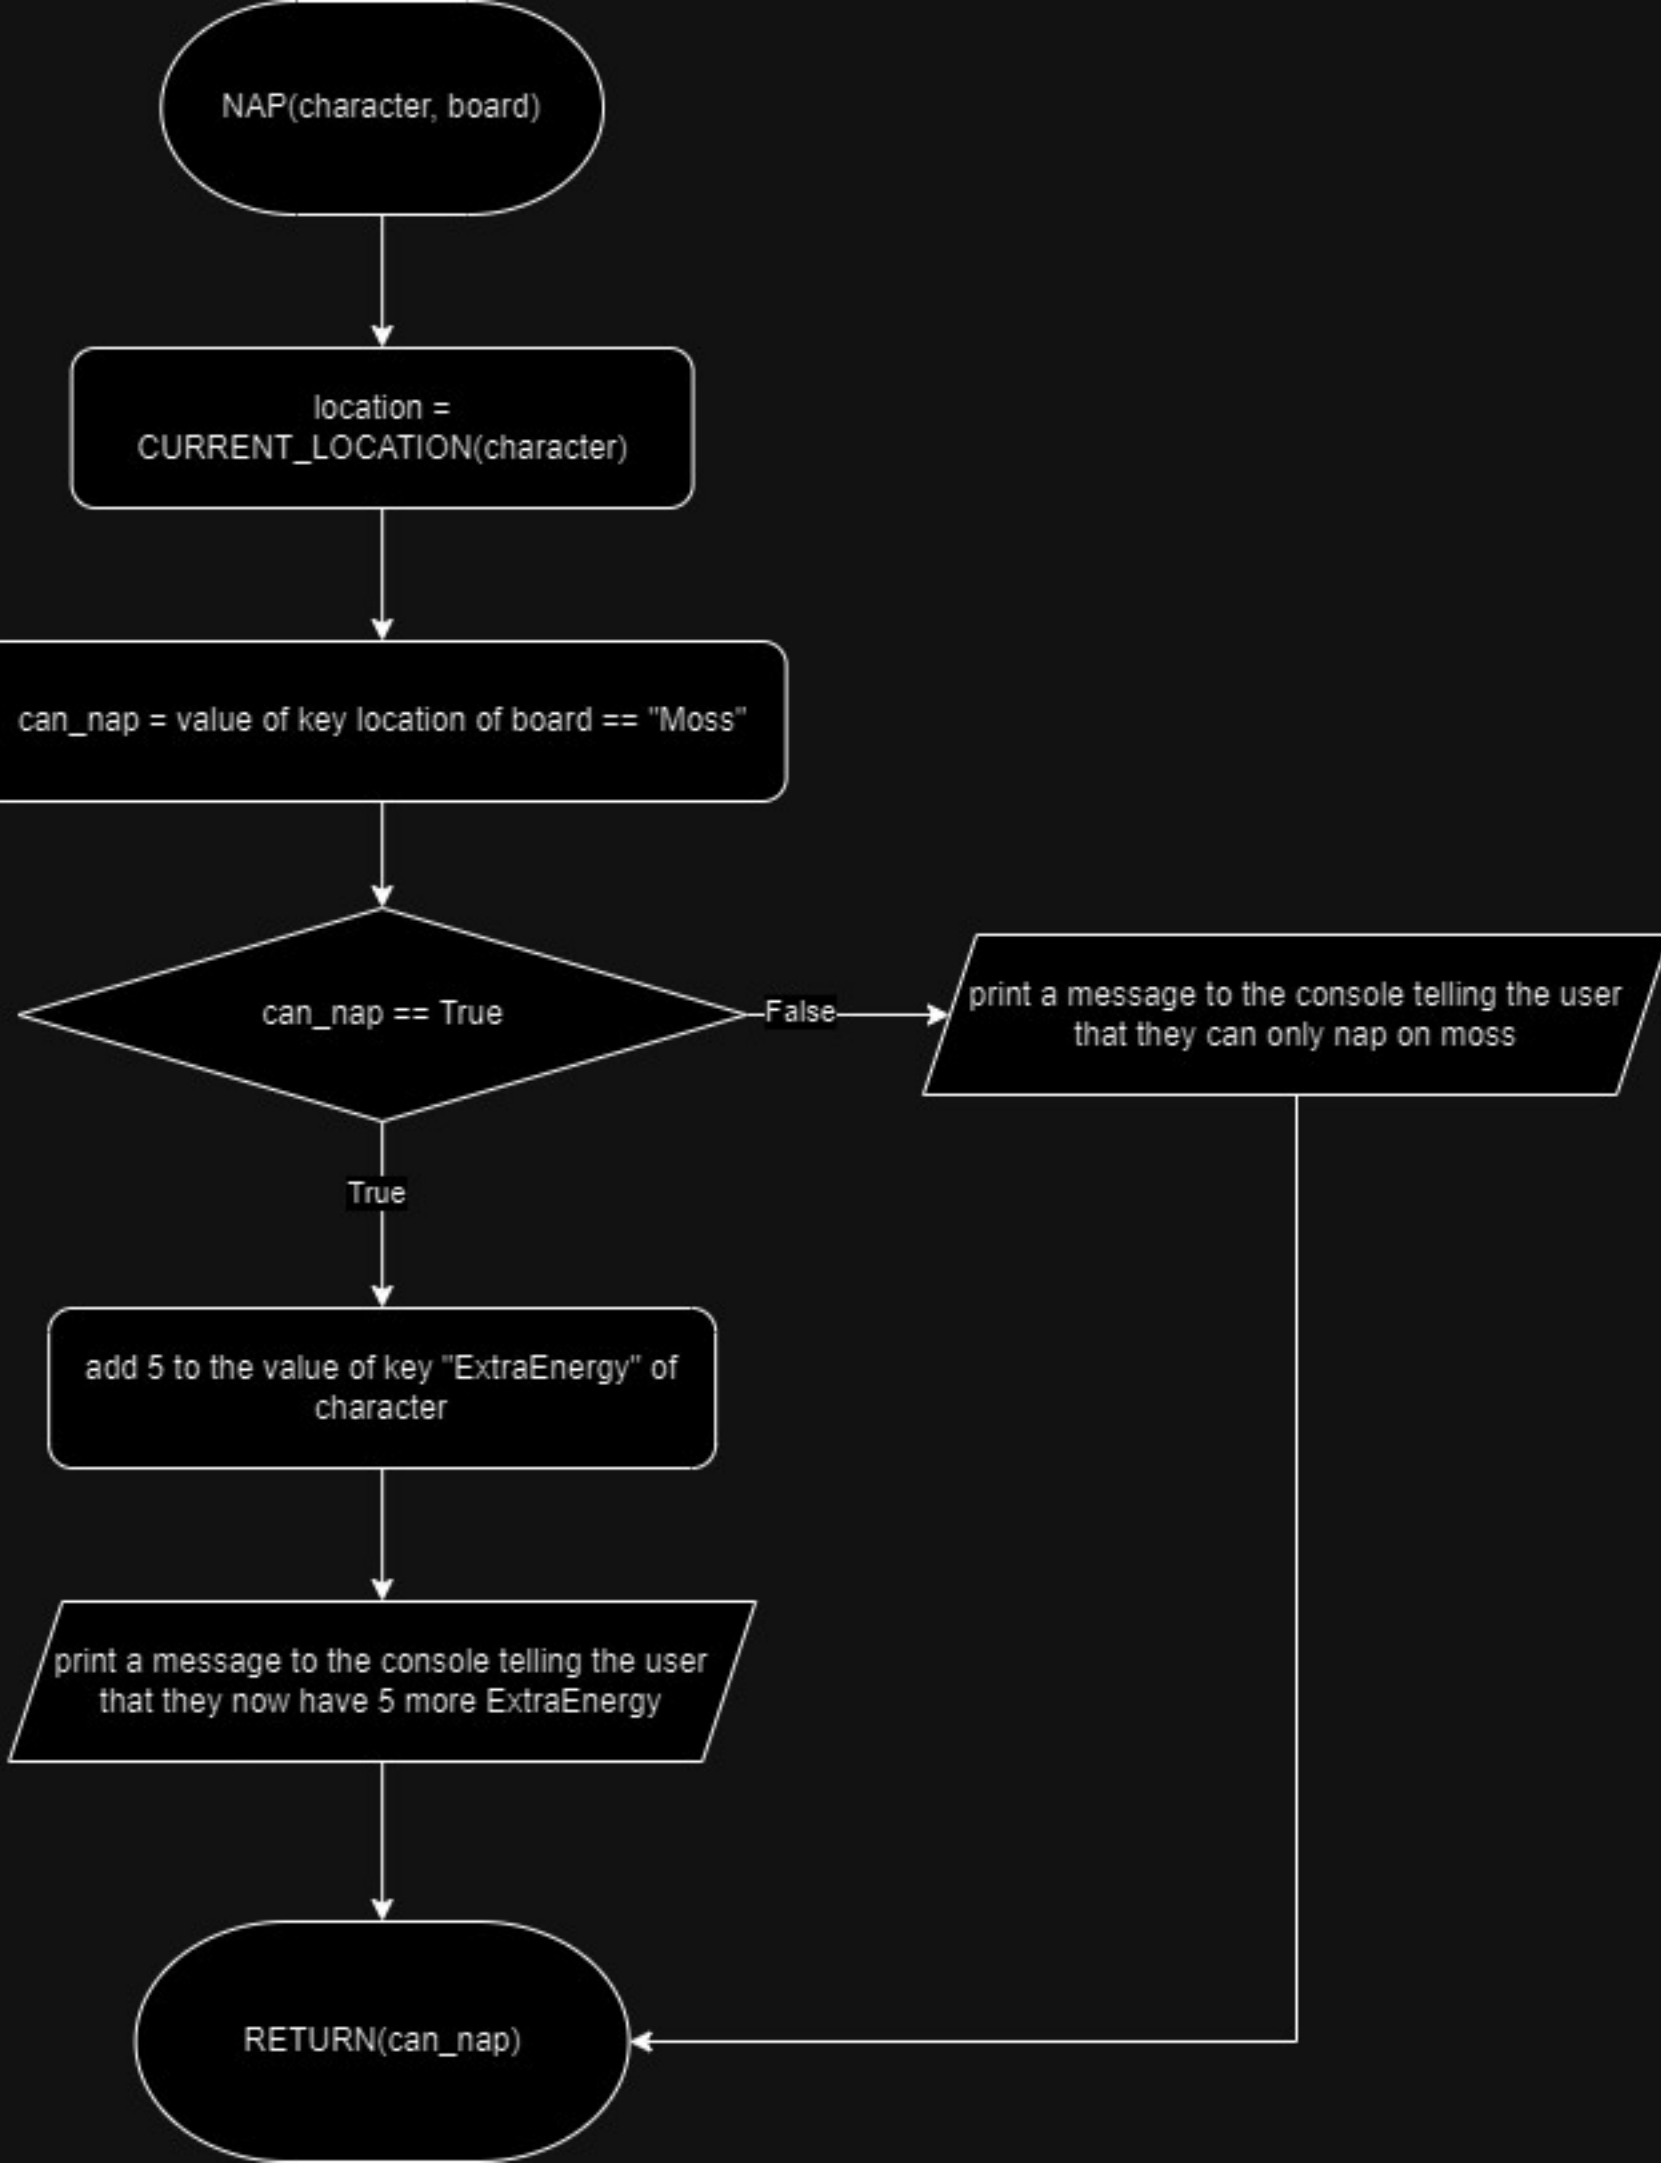 NAP(character, board)
location =
CURRENT_LOCATION(character)
can_nap = value of key location of board == "Moss"
can_nap == True
False
print a message to the console telling the user
that they can only nap on moss
True
add 5 to the value of key "ExtraEnergy" of
character
print a message to the console telling the user
that they now have 5 more ExtraEnergy
RETURN(can_nap)